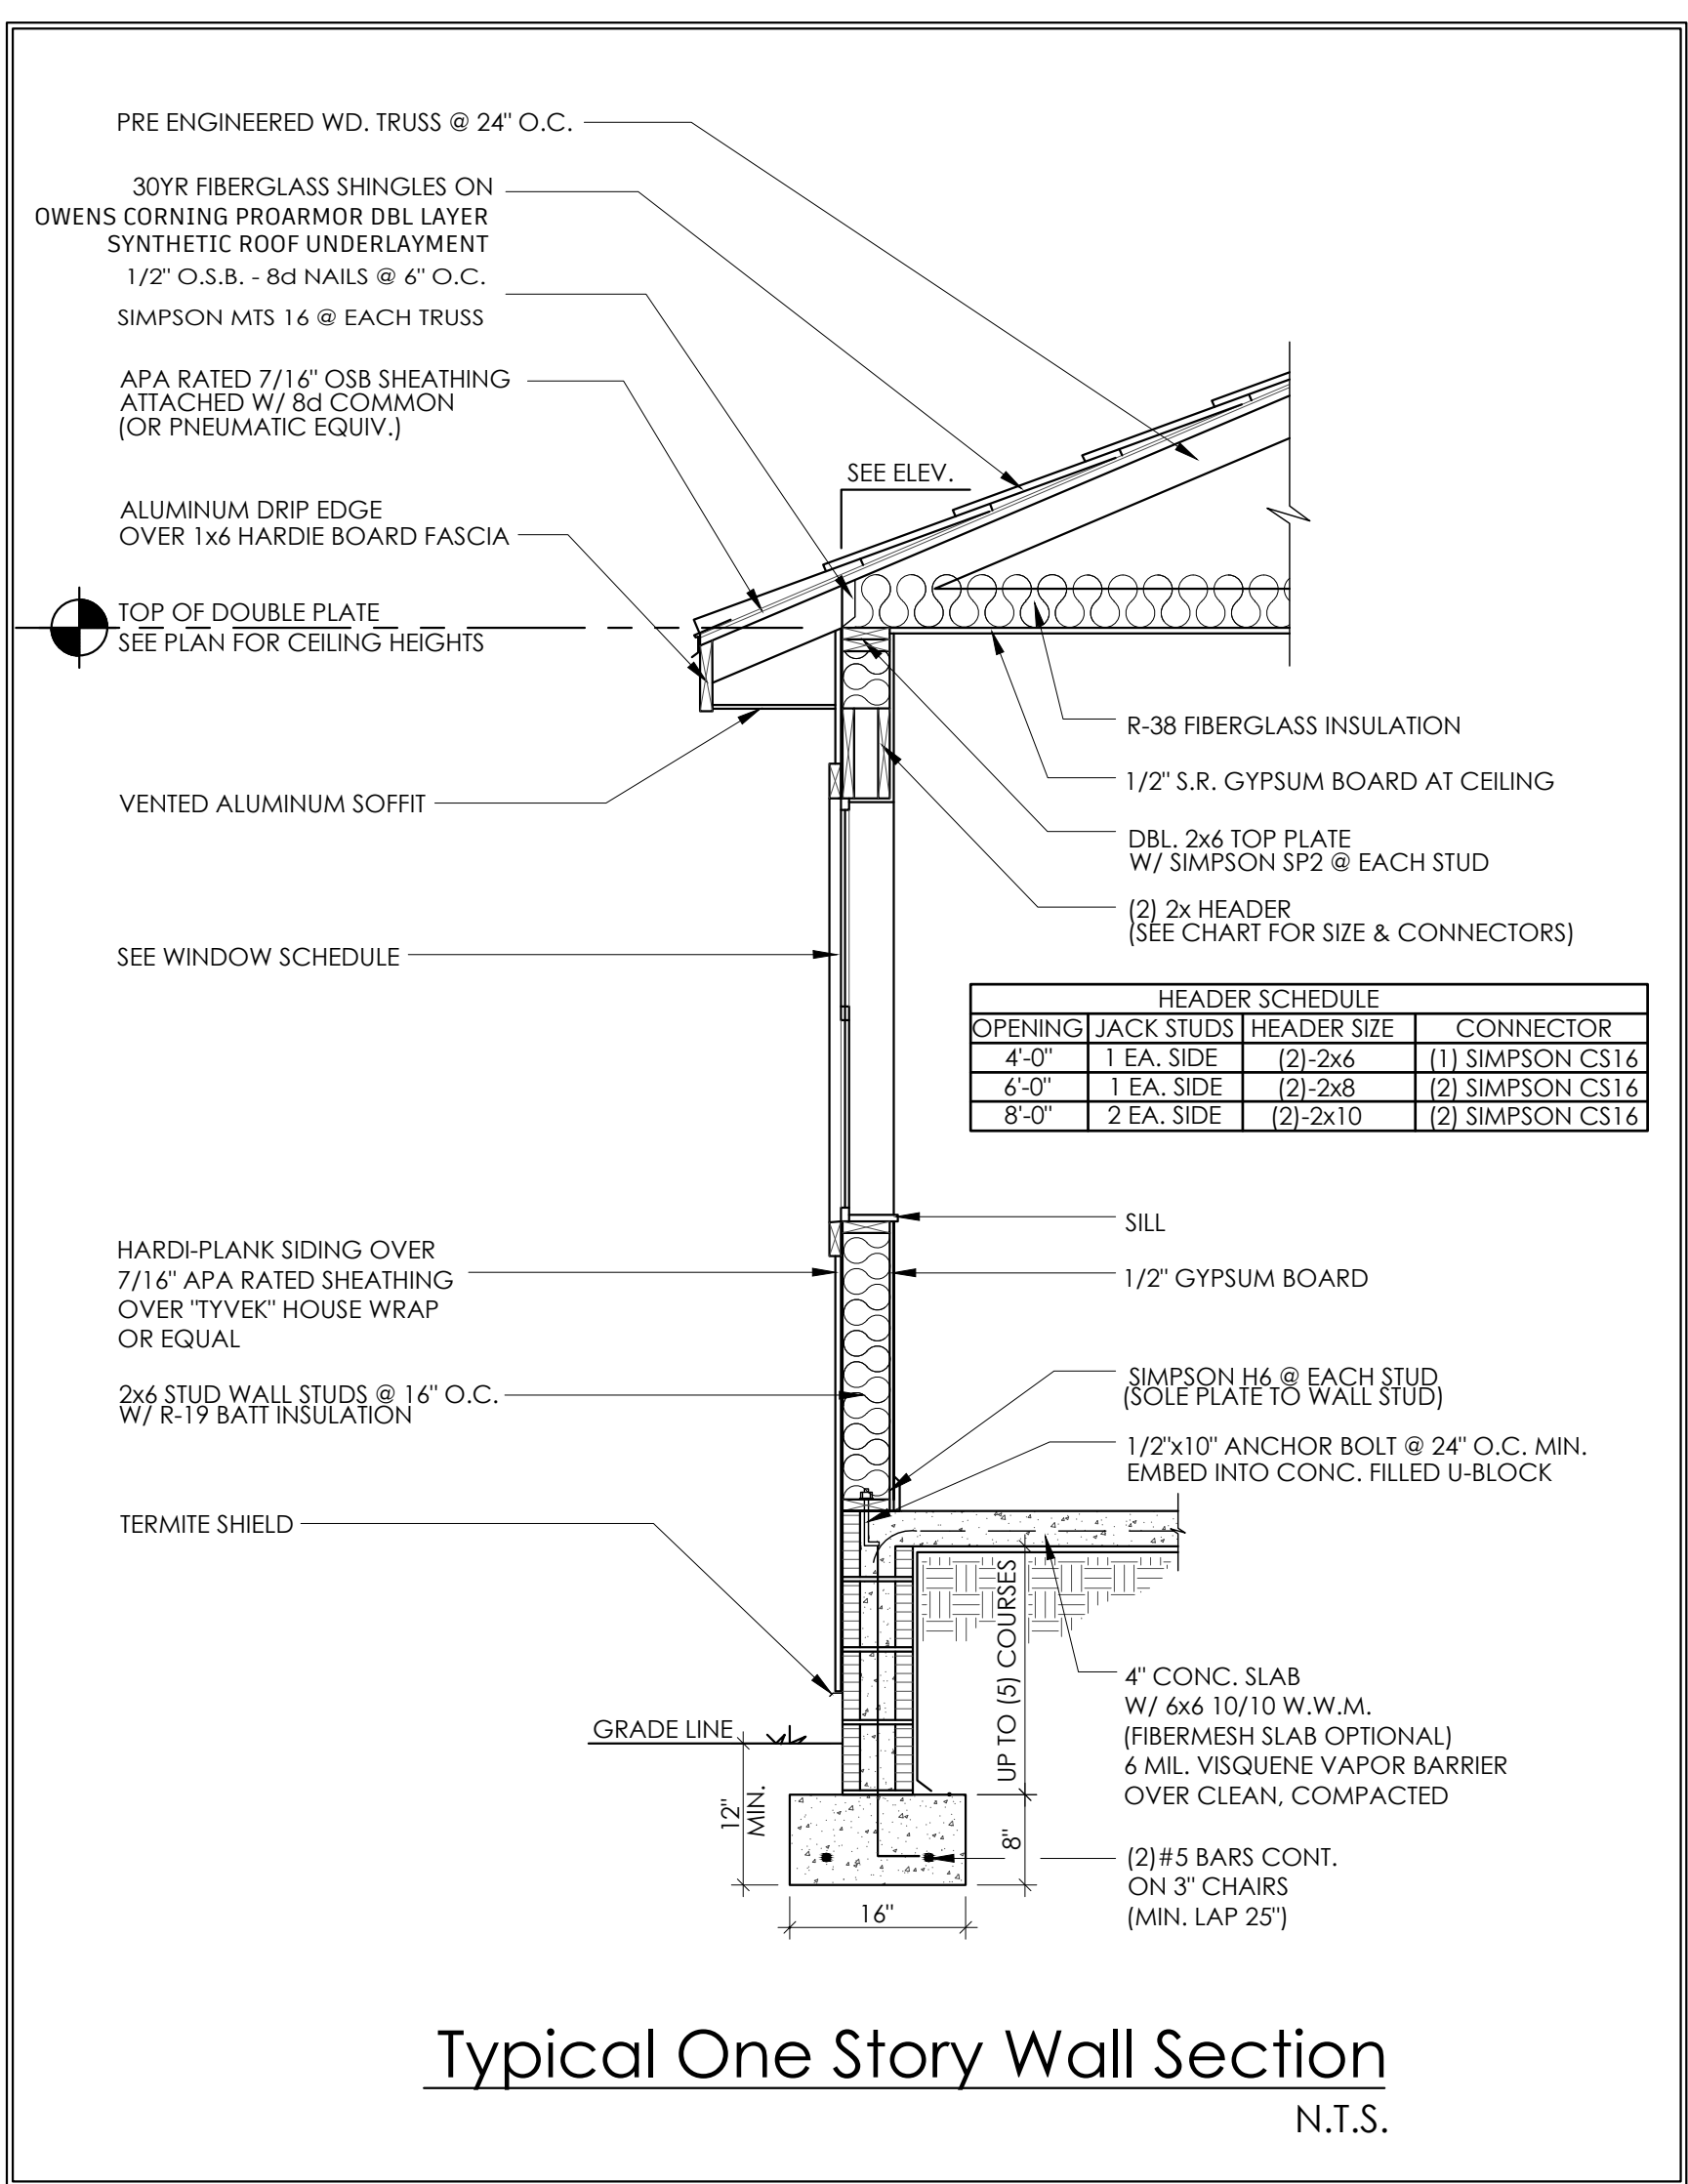 PRE ENGINEERED WD. TRUSS @ 24" O.C.
30YR FIBERGLASS SHINGLES ON
OWENS CORNING PROARMOR DBL LAYER
SYNTHETIC ROOF UNDERLAYMENT
1/2" O.S.B. - 8d NAILS @ 6" O.C.
SIMPSON MTS 16 @ EACH TRUSS
APA RATED 7/16" OSB SHEATHING
ATTACHED W/ 8d COMMON
(OR PNEUMATIC EQUIV.)
SEE ELEV.
ALUMINUM DRIP EDGE
OVER 1x6 HARDIE BOARD FASCIA
TOP OF DOUBLE PLATE
SEE PLAN FOR CEILING HEIGHTS
VENTED ALUMINUM SOFFIT
SEE WINDOW SCHEDULE
HARDI-PLANK SIDING OVER
7/16" APA RATED SHEATHING
OVER "TYVEK" HOUSE WRAP
OR EQUAL
2x6 STUD WALL STUDS @ 16" O.C.
W/ R-19 BATT INSULATION
TERMITE SHIELD
GRADE LINE
12"
MIN.
16"
8"
UP TO (5) COURSES
R-38 FIBERGLASS INSULATION
1/2" S.R. GYPSUM BOARD AT CEILING
DBL. 2x6 TOP PLATE
W/ SIMPSON SP2 @ EACH STUD
(2) 2x HEADER
(SEE CHART FOR SIZE & CONNECTORS)
HEADER SCHEDULE
OPENING JACK STUDS HEADER SIZE CONNECTOR
4'-0" 1 EA. SIDE (2)-2x6 (1) SIMPSON CS16
6'-0" 1 EA. SIDE (2)-2x8 (2) SIMPSON CS16
8'-0" 2 EA. SIDE (2)-2x10 (2) SIMPSON CS16
SILL
1/2" GYPSUM BOARD
SIMPSON H6 @ EACH STUD
(SOLE PLATE TO WALL STUD)
1/2"x10" ANCHOR BOLT @ 24" O.C. MIN.
EMBED INTO CONC. FILLED U-BLOCK
4" CONC. SLAB
W/ 6x6 10/10 W.W.M.
(FIBERMESH SLAB OPTIONAL)
6 MIL. VISQUENE VAPOR BARRIER
OVER CLEAN, COMPACTED
(2)#5 BARS CONT.
ON 3" CHAIRS
(MIN. LAP 25")
Typical One Story Wall Section
N.T.S.